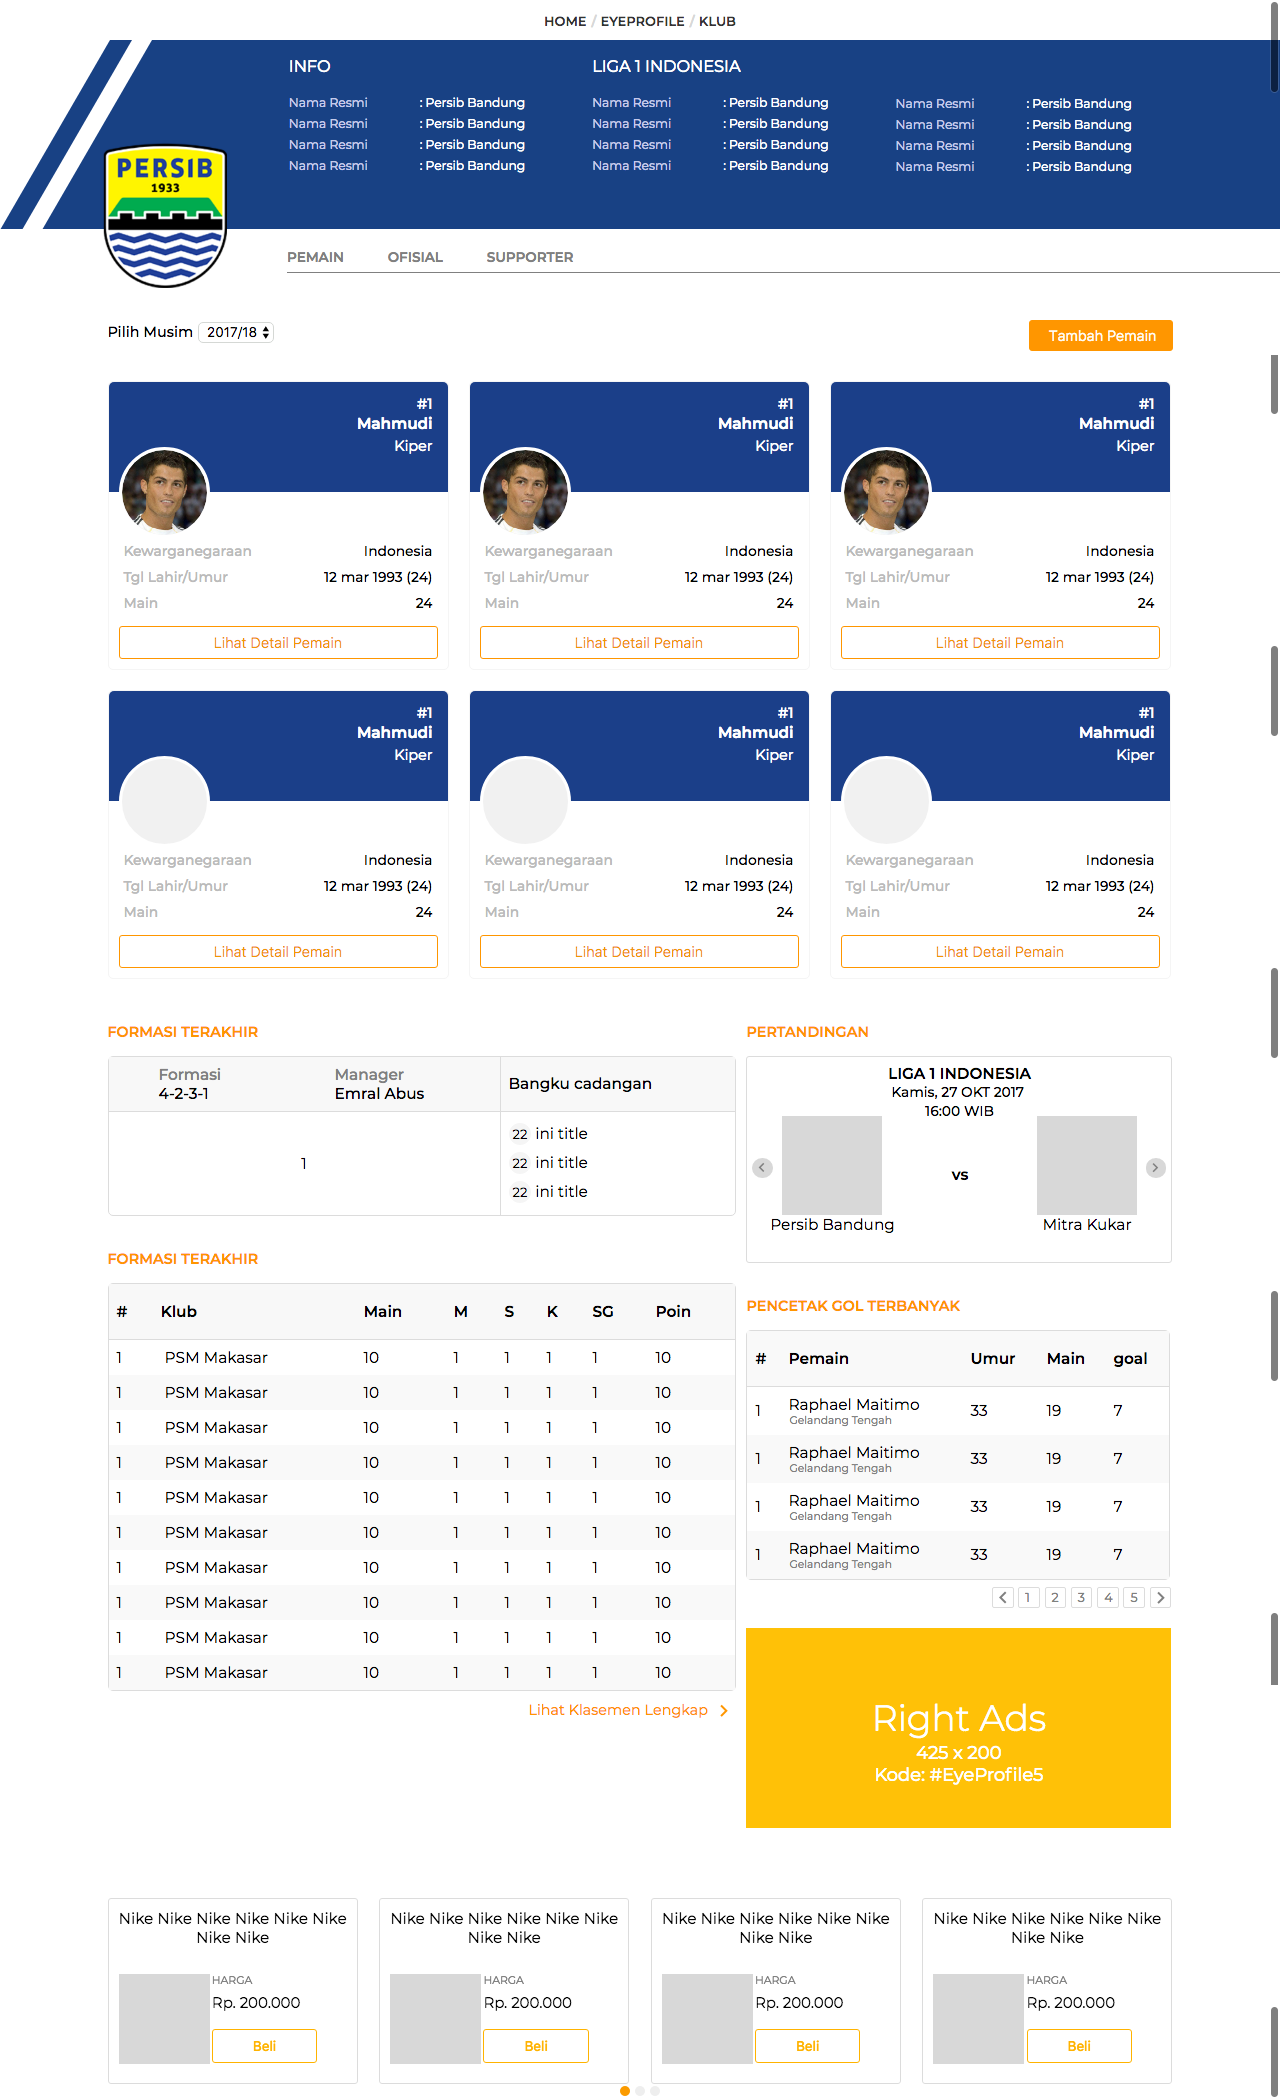 HOME / EYEPROFILE / KLUB
INFO
Nama Resmi : Persib Bandung
Nama Resmi : Persib Bandung
Nama Resmi : Persib Bandung
Nama Resmi : Persib Bandung
LIGA 1 INDONESIA
Nama Resmi : Persib Bandung
Nama Resmi : Persib Bandung
Nama Resmi : Persib Bandung
Nama Resmi : Persib Bandung
Nama Resmi : Persib Bandung
Nama Resmi : Persib Bandung
Nama Resmi : Persib Bandung
Nama Resmi : Persib Bandung
PERSIB
1933
PEMAIN OFISIAL SUPPORTER
Pilih Musim 2017/18
Tambah Pemain
#1
Mahmudi
Kiper
Kewarganegaraan Indonesia
Tgl Lahir/Umur 12 mar 1993 (24)
Main 24
Lihat Detail Pemain
#1
Mahmudi
Kiper
Kewarganegaraan Indonesia
Tgl Lahir/Umur 12 mar 1993 (24)
Main 24
Lihat Detail Pemain
#1
Mahmudi
Kiper
Kewarganegaraan Indonesia
Tgl Lahir/Umur 12 mar 1993 (24)
Main 24
Lihat Detail Pemain
#1
Mahmudi
Kiper
Kewarganegaraan Indonesia
Tgl Lahir/Umur 12 mar 1993 (24)
Main 24
Lihat Detail Pemain
#1
Mahmudi
Kiper
Kewarganegaraan Indonesia
Tgl Lahir/Umur 12 mar 1993 (24)
Main 24
Lihat Detail Pemain
#1
Mahmudi
Kiper
Kewarganegaraan Indonesia
Tgl Lahir/Umur 12 mar 1993 (24)
Main 24
Lihat Detail Pemain
FORMASI TERAKHIR
Formasi Manager
4-2-3-1 Emral Abus
Bangku cadangan
1
22 ini title
22 ini title
22 ini title
FORMASI TERAKHIR
# Klub Main M S K SG Poin
1 PSM Makasar 10 1 1 1 1 10
1 PSM Makasar 10 1 1 1 1 10
1 PSM Makasar 10 1 1 1 1 10
1 PSM Makasar 10 1 1 1 1 10
1 PSM Makasar 10 1 1 1 1 10
1 PSM Makasar 10 1 1 1 1 10
1 PSM Makasar 10 1 1 1 1 10
1 PSM Makasar 10 1 1 1 1 10
1 PSM Makasar 10 1 1 1 1 10
1 PSM Makasar 10 1 1 1 1 10
Lihat Klasemen Lengkap
PERTANDINGAN
LIGA 1 INDONESIA
Kamis, 27 OKT 2017
16:00 WIB
vs
Persib Bandung Mitra Kukar
PENCETAK GOL TERBANYAK
# Pemain Umur Main goal
1 Raphael Maitimo 33 19 7
Gelandang Tengah
1 Raphael Maitimo 33 19 7
Gelandang Tengah
1 Raphael Maitimo 33 19 7
Gelandang Tengah
1 Raphael Maitimo 33 19 7
Gelandang Tengah
1 2 3 4 5
Right Ads
425 x 200
Kode: #EyeProfile5
Nike Nike Nike Nike Nike Nike
Nike Nike
HARGA
Rp. 200.000
Beli
Nike Nike Nike Nike Nike Nike
Nike Nike
HARGA
Rp. 200.000
Beli
Nike Nike Nike Nike Nike Nike
Nike Nike
HARGA
Rp. 200.000
Beli
Nike Nike Nike Nike Nike Nike
Nike Nike
HARGA
Rp. 200.000
Beli